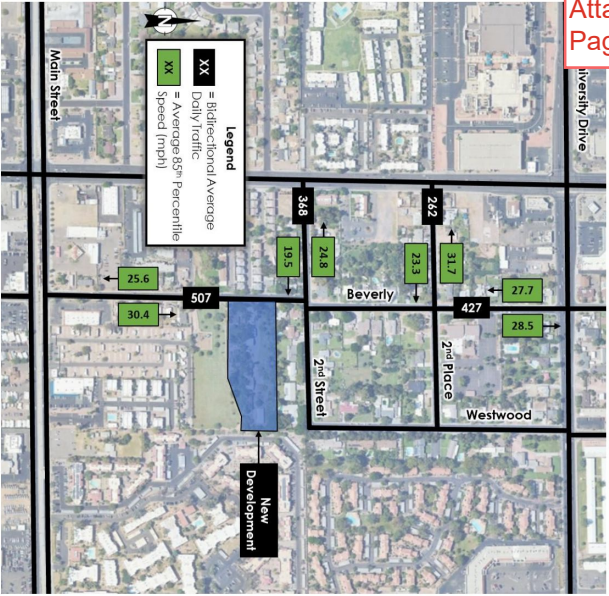 Atta
Pag
University Drive
Main Street
N
Legend
XX = Bidirectional Average
Daily Traffic
XX = Average 85th Percentile
Speed (mph)
368
262
19.5
24.8
23.3
31.7
27.7
28.5
427
Beverly
25.6
30.4
507
2nd Street
2nd Place
Westwood
New
Development